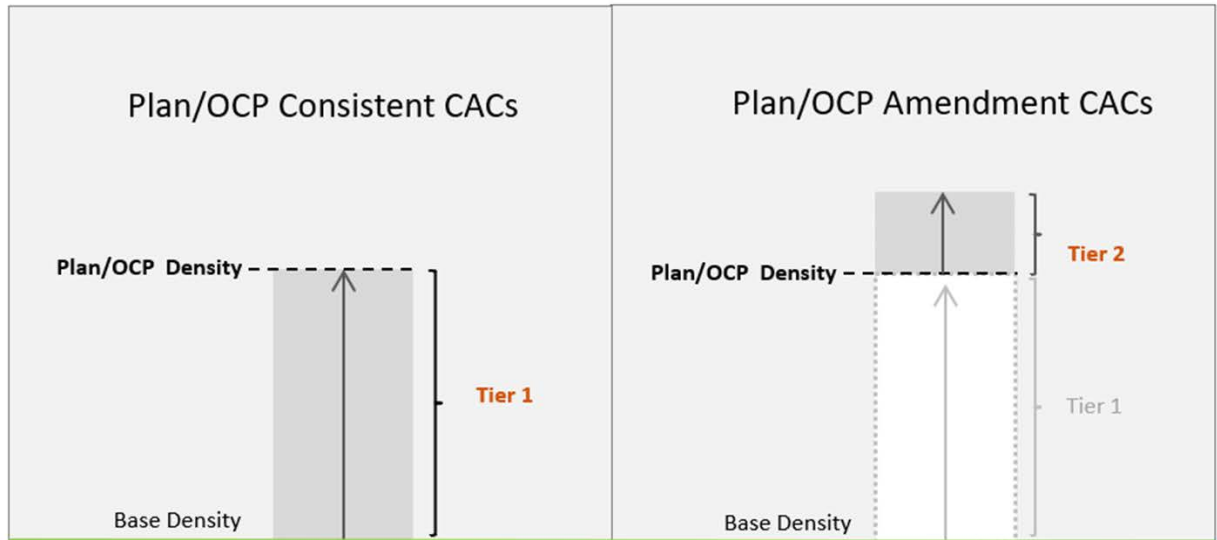 Plan/OCP Consistent CACs
Plan/OCP Density
Tier 1
Base Density
Plan/OCP Amendment CACs
Tier 2
Plan/OCP Density
Tier 1
Base Density